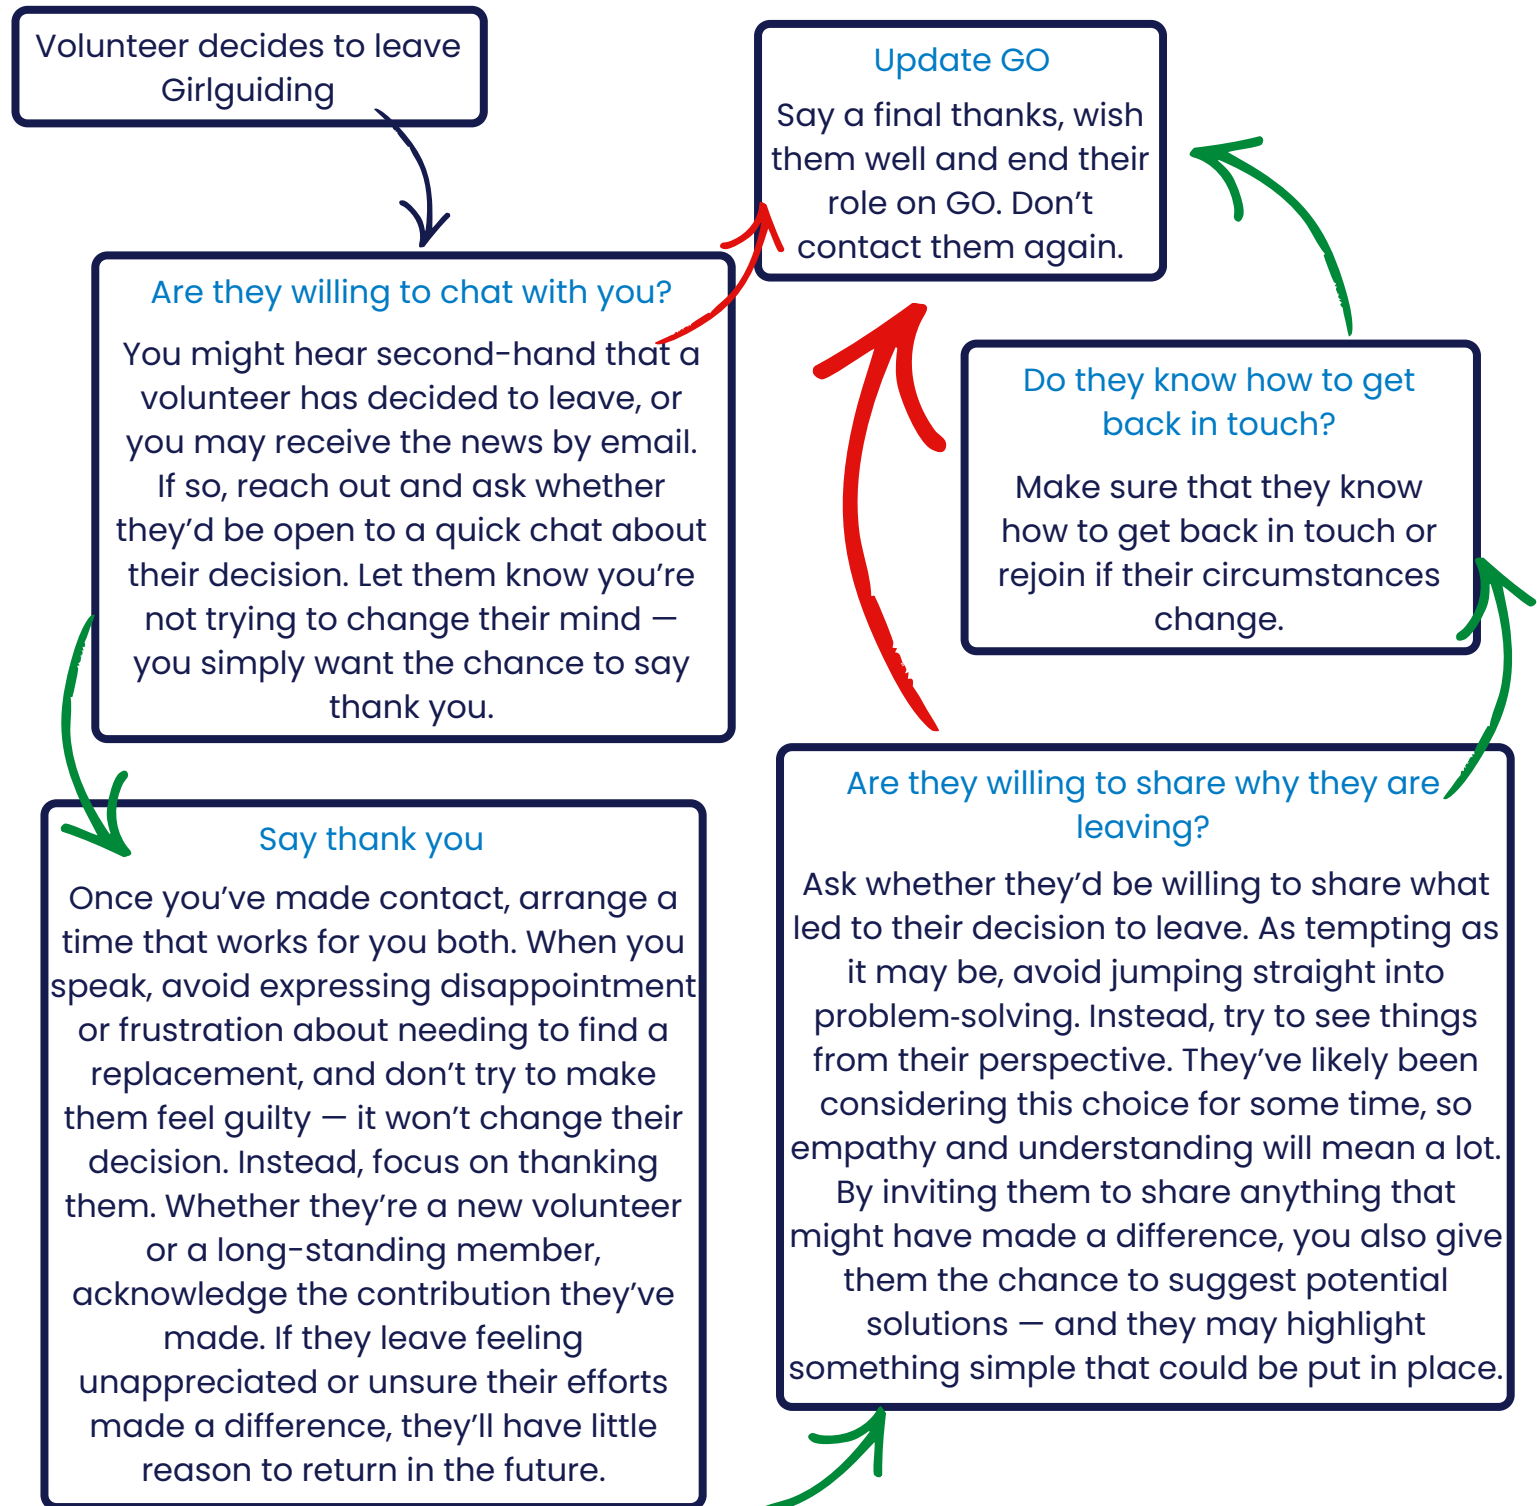 Volunteer decides to leave
Girlguiding
Are they willing to chat with you?
You might hear second-hand that a
volunteer has decided to leave, or
you may receive the news by email.
If so, reach out and ask whether
they’d be open to a quick chat about
their decision. Let them know you’re
not trying to change their mind —
you simply want the chance to say
thank you.
Say thank you
Once you’ve made contact, arrange a
time that works for you both. When you
speak, avoid expressing disappointment
or frustration about needing to find a
replacement, and don’t try to make
them feel guilty — it won’t change their
decision. Instead, focus on thanking
them. Whether they’re a new volunteer
or a long-standing member,
acknowledge the contribution they’ve
made. If they leave feeling
unappreciated or unsure their efforts
made a difference, they’ll have little
reason to return in the future.
Are they willing to share why they are
leaving?
Ask whether they’d be willing to share what
led to their decision to leave. As tempting as
it may be, avoid jumping straight into
problem-solving. Instead, try to see things
from their perspective. They’ve likely been
considering this choice for some time, so
empathy and understanding will mean a lot.
By inviting them to share anything that
might have made a difference, you also give
them the chance to suggest potential
solutions — and they may highlight
something simple that could be put in place.
Do they know how to get
back in touch?
Make sure that they know
how to get back in touch or
rejoin if their circumstances
change.
Update GO
Say a final thanks, wish
them well and end their
role on GO. Don’t
contact them again.